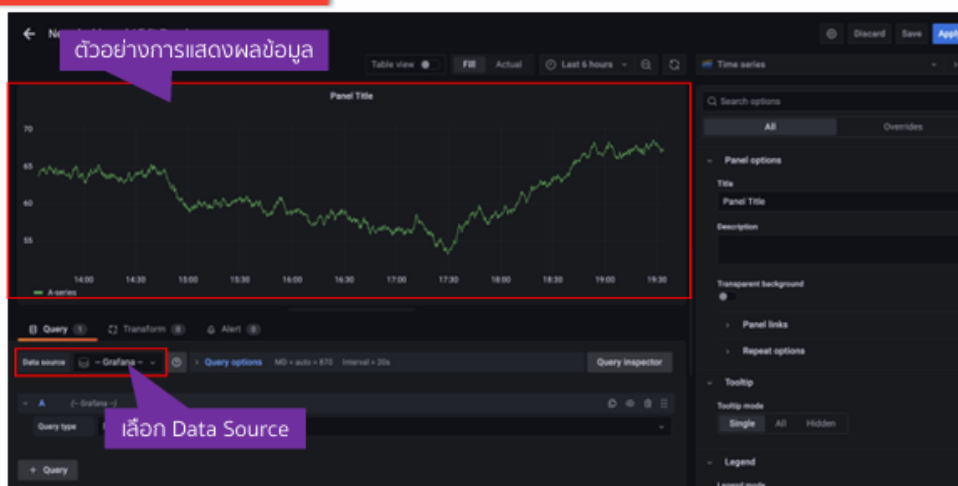 ตัวอย่างการแสดงผลข้อมูล
Discard Save Apply
Table view Fill Actual Last 6 hours Time series
Panel Title
Search options
All Overrides
70
65
60
55
14:00 14:30 15:00 15:30 16:00 16:30 17:00 17:30 18:00 18:30 19:00 19:30
A-series
Panel options
Title
Panel Title
Description
Transparent background
Panel links
Repeat options
Query 1 Transform 0 Alert 0
Data source -- Grafana -- Query options MD = auto = 870 Interval = 20s Query inspector
A (-- Grafana --)
Query type
เลือก Data Source
+ Query
Tooltip
Tooltip mode
Single All Hidden
Legend
Legend mode